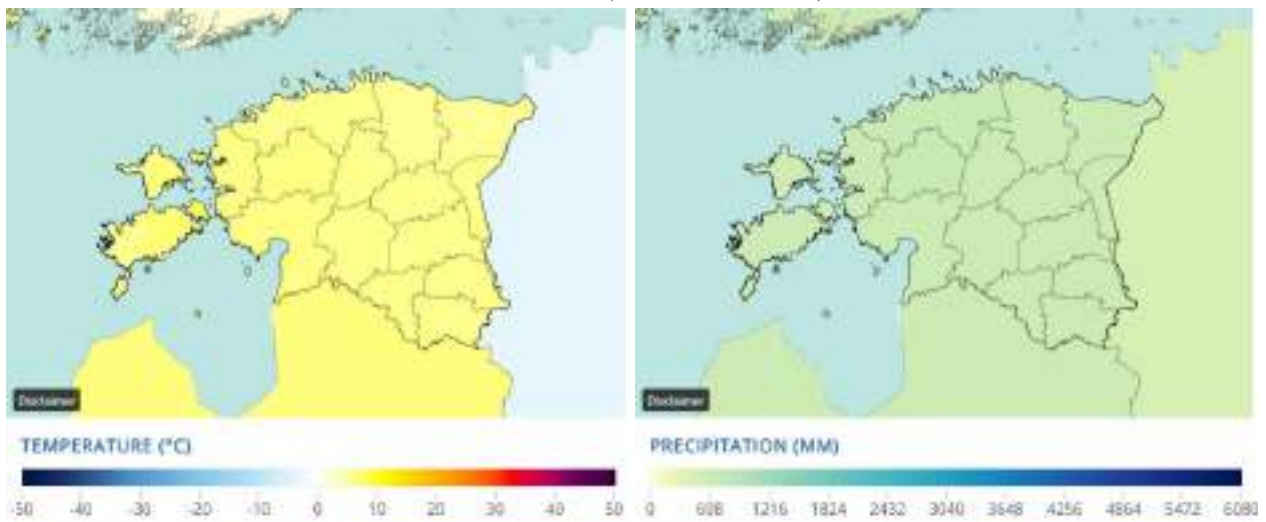 Disclaimer
TEMPERATURE (°C)
-50 -40 -30 -20 -10 0 10 20 30 40 50
Disclaimer
PRECIPITATION (MM)
0 608 1216 1824 2432 3040 3648 4256 4864 5472 6080